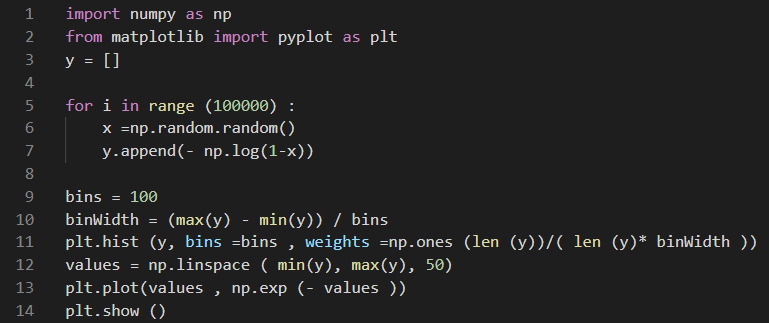 1 import numpy as np
2 from matplotlib import pyplot as plt
3 y = []
4
5 for i in range (100000) :
6     x =np.random.random()
7     y.append(- np.log(1-x))
8
9 bins = 100
10 binWidth = (max(y) - min(y)) / bins
11 plt.hist (y, bins =bins , weights =np.ones (len (y))/( len (y)* binWidth ))
12 values = np.linspace ( min(y), max(y), 50)
13 plt.plot(values , np.exp (- values ))
14 plt.show ()